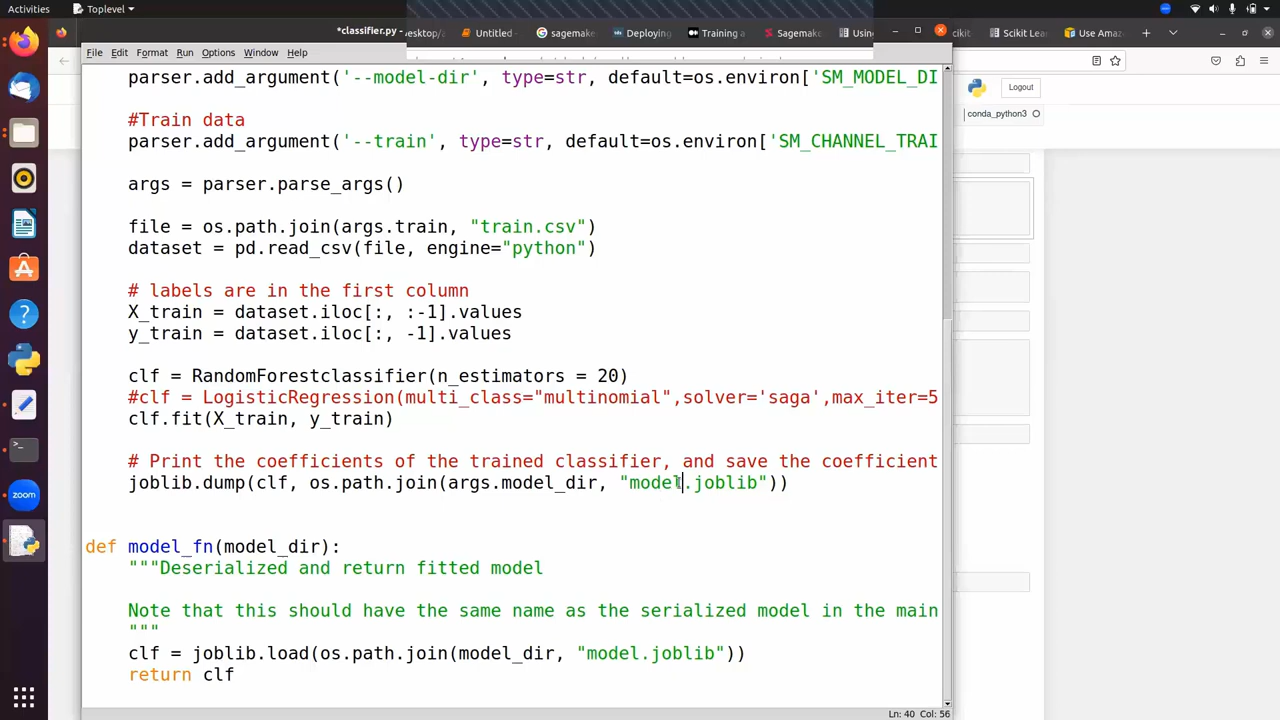 Activities
Toplevel
*classifier.py -
esktop/
Untitled
sagemake
Deploying
Training a
Sagemake
Using
cikit
Scikit Lear
Use Amaz
File Edit Format Run Options Window Help
Logout
conda_python3
parser.add_argument('--model-dir', type=str, default=os.environ['SM_MODEL_DI
#Train data
parser.add_argument('--train', type=str, default=os.environ['SM_CHANNEL_TRAI
args = parser.parse_args()
file = os.path.join(args.train, "train.csv")
dataset = pd.read_csv(file, engine="python")
# labels are in the first column
X_train = dataset.iloc[:, :-1].values
y_train = dataset.iloc[:, -1].values
clf = RandomForestclassifier(n_estimators = 20)
#clf = LogisticRegression(multi_class="multinomial",solver='saga',max_iter=5
clf.fit(X_train, y_train)
# Print the coefficients of the trained classifier, and save the coefficient
joblib.dump(clf, os.path.join(args.model_dir, "model.joblib"))
def model_fn(model_dir):
"""Deserialized and return fitted model
Note that this should have the same name as the serialized model in the main
"""
clf = joblib.load(os.path.join(model_dir, "model.joblib"))
return clf
zoom
Ln: 40 Col: 56